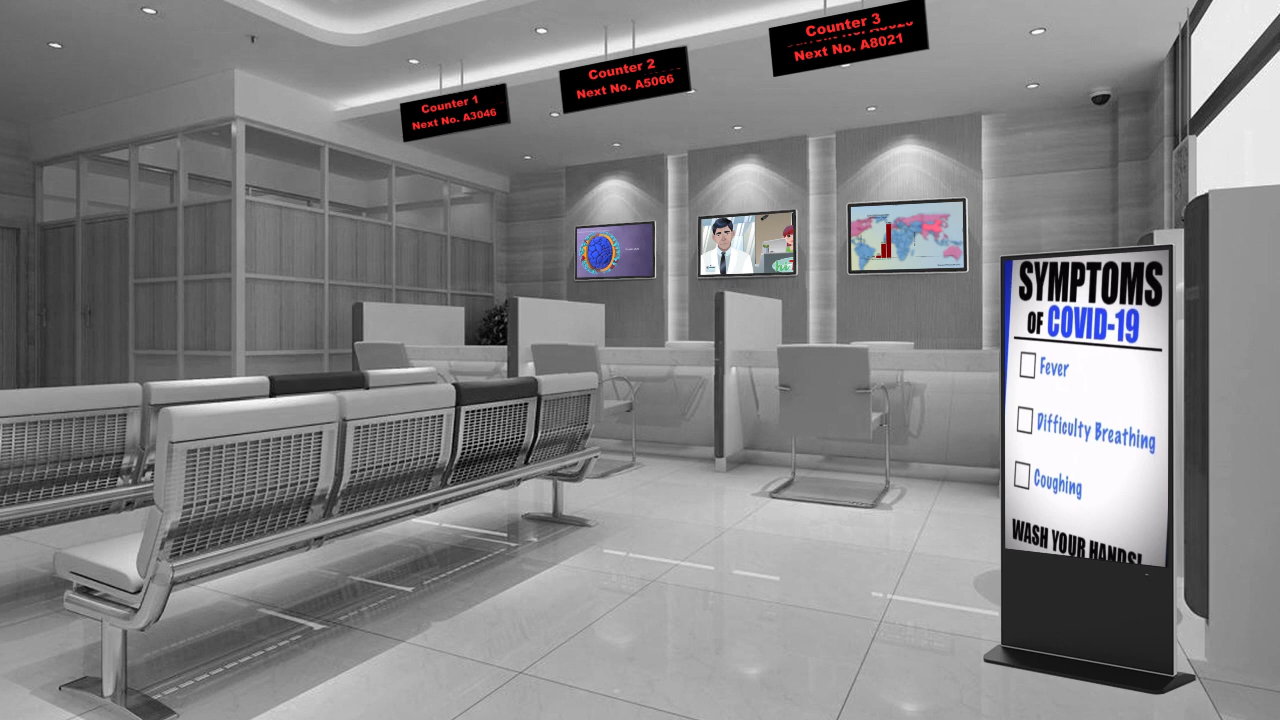 Counter 1
Next No. A3046
Counter 2
Next No. A5066
Counter 3
Next No. A8021
SYMPTOMS
OF COVID-19
Fever
Difficulty Breathing
Coughing
WASH YOUR HANDS!